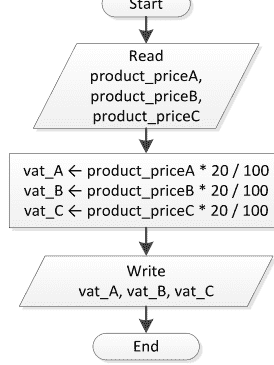 Start
Read
product_priceA,
product_priceB,
product_priceC
vat_A ← product_priceA * 20 / 100
vat_B ← product_priceB * 20 / 100
vat_C ← product_priceC * 20 / 100
Write
vat_A, vat_B, vat_C
End